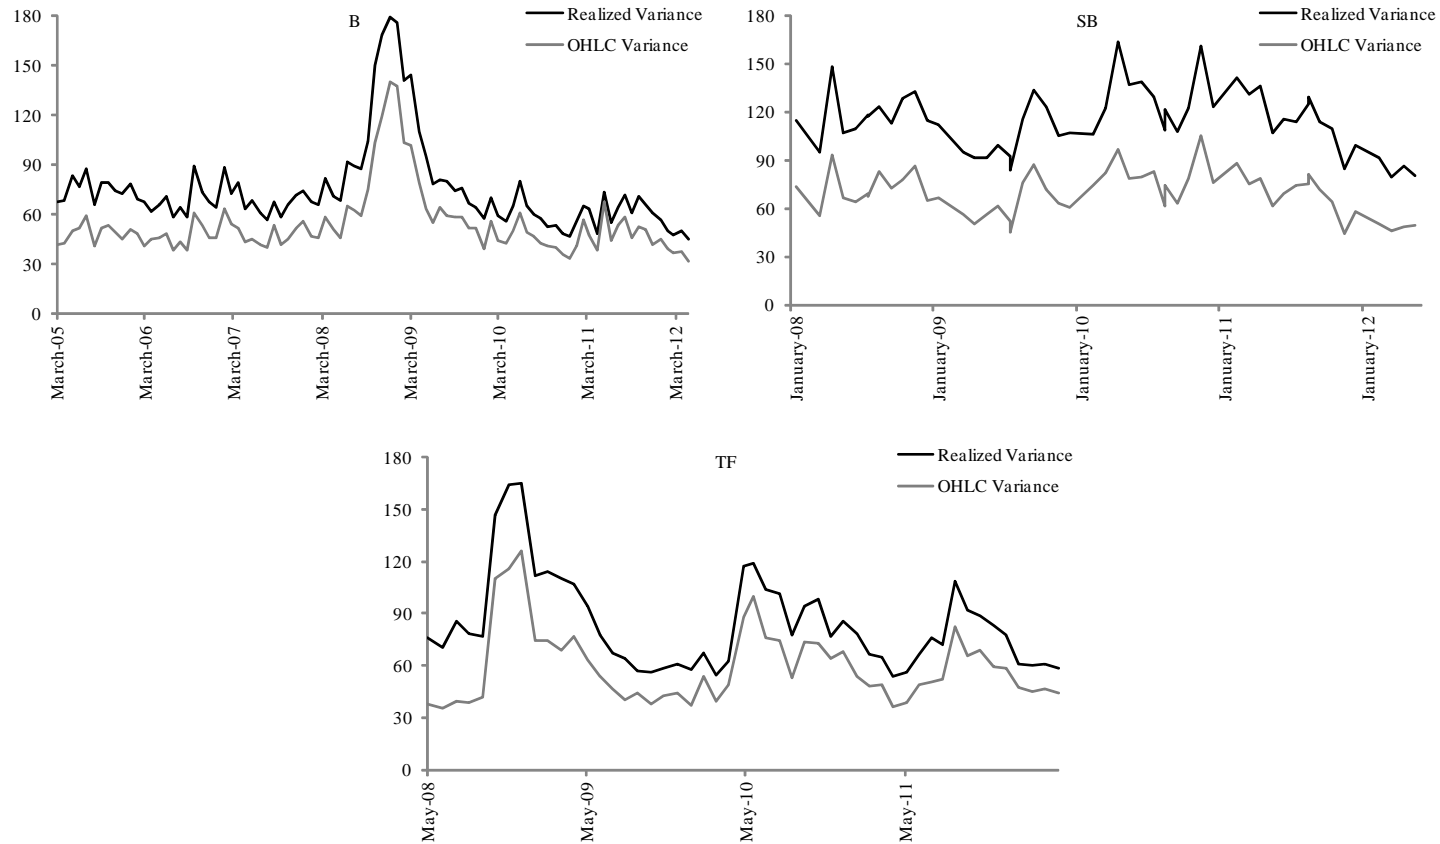 B
Realized Variance
OHLC Variance
180
150
120
90
60
30
0
March-05
March-06
March-07
March-08
March-09
March-10
March-11
March-12
SB
Realized Variance
OHLC Variance
180
150
120
90
60
30
0
January-08
January-09
January-10
January-11
January-12
TF
Realized Variance
OHLC Variance
180
150
120
90
60
30
0
May-08
May-09
May-10
May-11